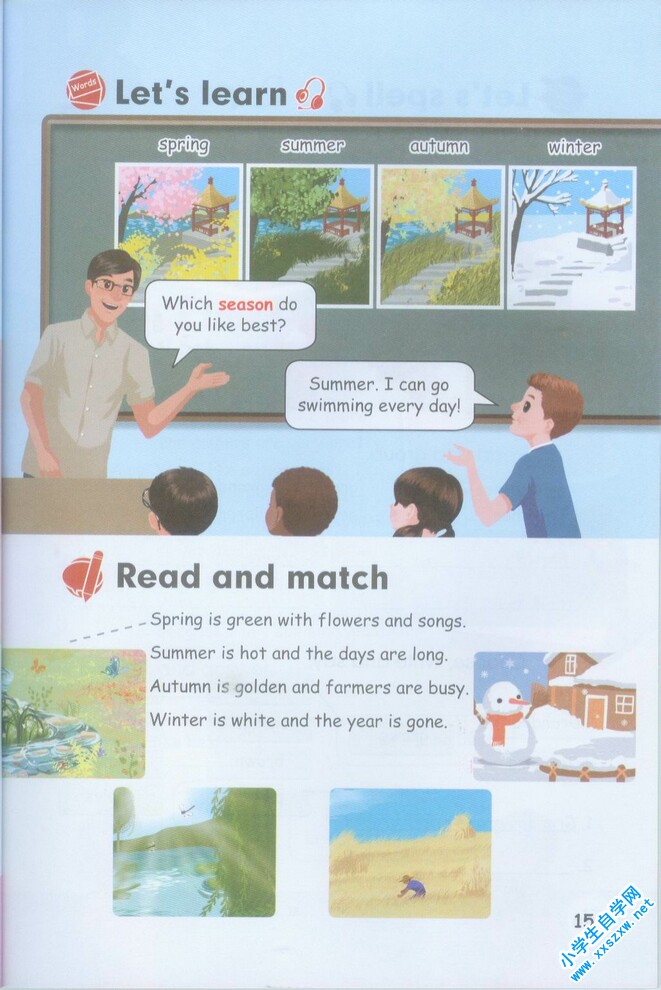 Words
Let's learn
spring summer autumn winter
Which season do
you like best?
Summer. I can go
swimming every day!
Read and match
Spring is green with flowers and songs.
Summer is hot and the days are long.
Autumn is golden and farmers are busy.
Winter is white and the year is gone.
15
小学生自学网
www.xxszxw.net